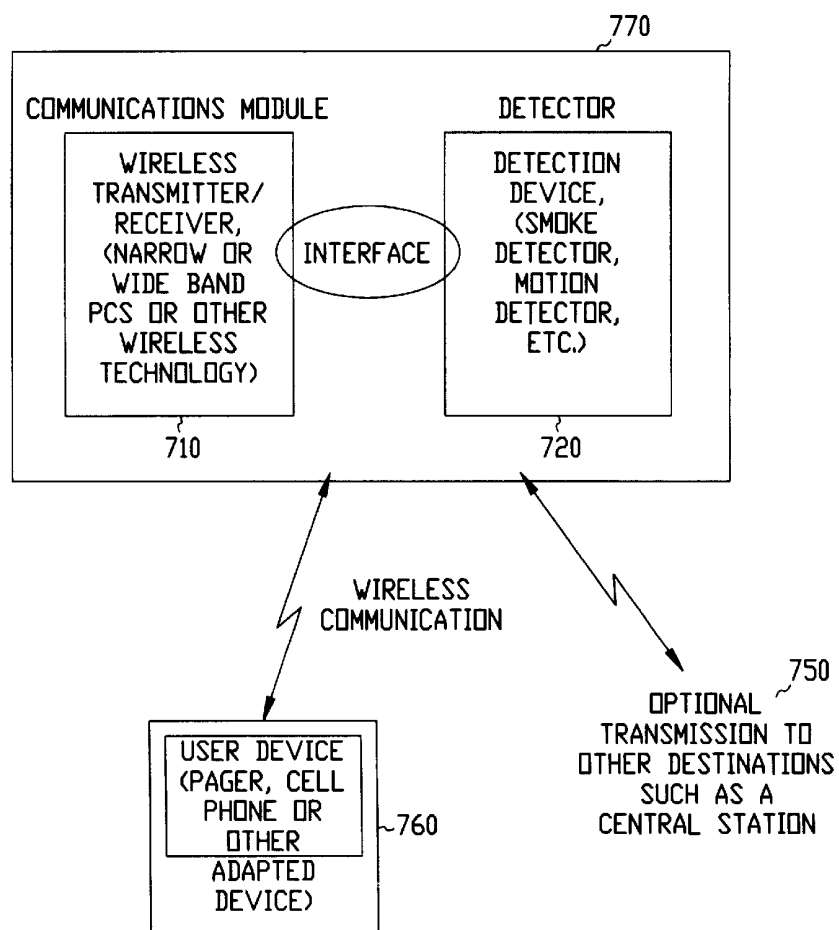 770
COMMUNICATIONS MODULE
DETECTOR
WIRELESS
TRANSMITTER/
RECEIVER,
(NARROW OR
WIDE BAND
PCS OR OTHER
WIRELESS
TECHNOLOGY)
INTERFACE
DETECTION
DEVICE,
(SMOKE
DETECTOR,
MOTION
DETECTOR,
ETC.)
710
720
WIRELESS
COMMUNICATION
750
OPTIONAL
TRANSMISSION TO
OTHER DESTINATIONS
SUCH AS A
CENTRAL STATION
USER DEVICE
(PAGER, CELL
PHONE OR
OTHER
ADAPTED
DEVICE)
760